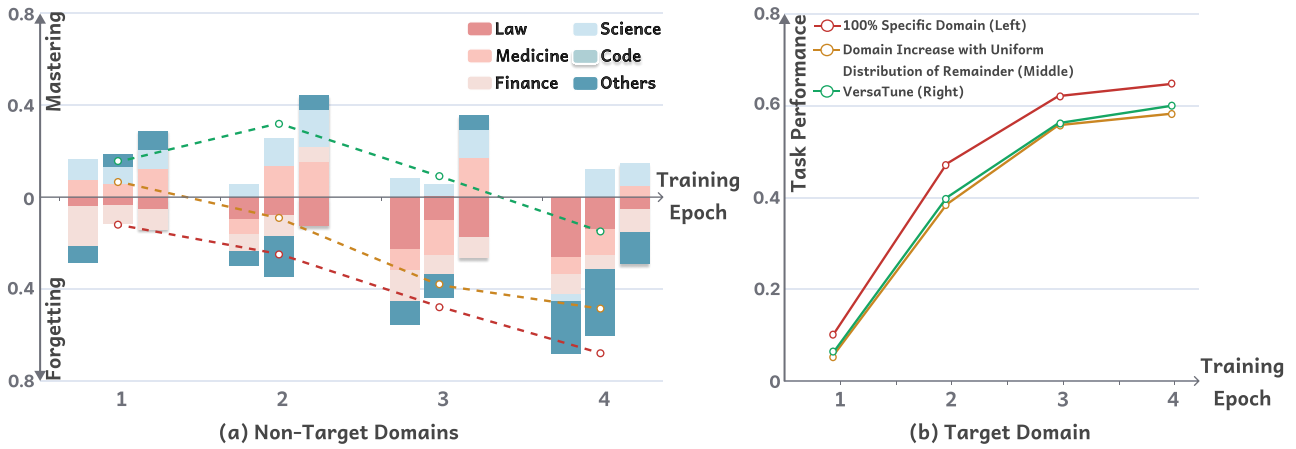 0.8
Mastering
0.4
0
0.4
Forgetting
0.8
Law
Medicine
Finance
Science
Code
Others
Training
Epoch
1
2
3
4
(a) Non-Target Domains
0.8
Task Performance
0.6
0.4
0.2
0
100% Specific Domain (Left)
Domain Increase with Uniform
Distribution of Remainder (Middle)
VersaTune (Right)
Training
Epoch
1
2
3
4
(b) Target Domain